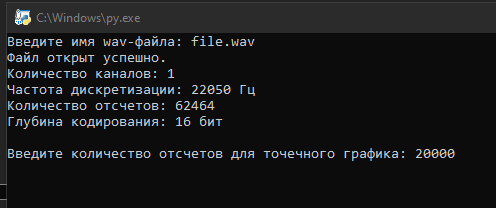 C:\Windows\py.exe
Введите имя wav-файла: file.wav
Файл открыт успешно.
Количество каналов: 1
Частота дискретизации: 22050 Гц
Количество отсчетов: 62464
Глубина кодирования: 16 бит
Введите количество отсчетов для точечного графика: 20000